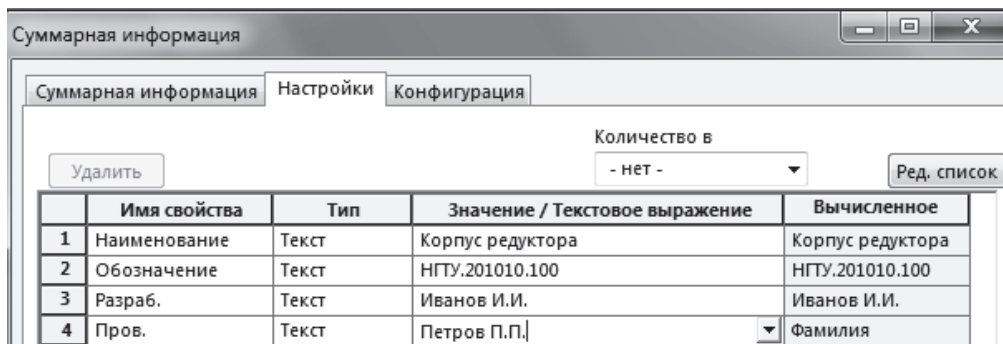 Суммарная информация
Суммарная информация Настройки Конфигурация
Количество в
Удалить - нет - Ред. список
Имя свойства Тип Значение / Текстовое выражение Вычисленное
1 Наименование Текст Корпус редуктора Корпус редуктора
2 Обозначение Текст НГТУ.201010.100 НГТУ.201010.100
3 Разраб. Текст Иванов И.И. Иванов И.И.
4 Пров. Текст Петров П.П. Фамилия